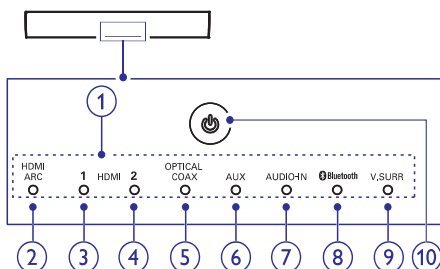 1
HDMI ARC
1 HDMI 2
OPTICAL COAX
AUX
AUDIO-IN
Bluetooth
V,SURR
2 3 4 5 6 7 8 9 10